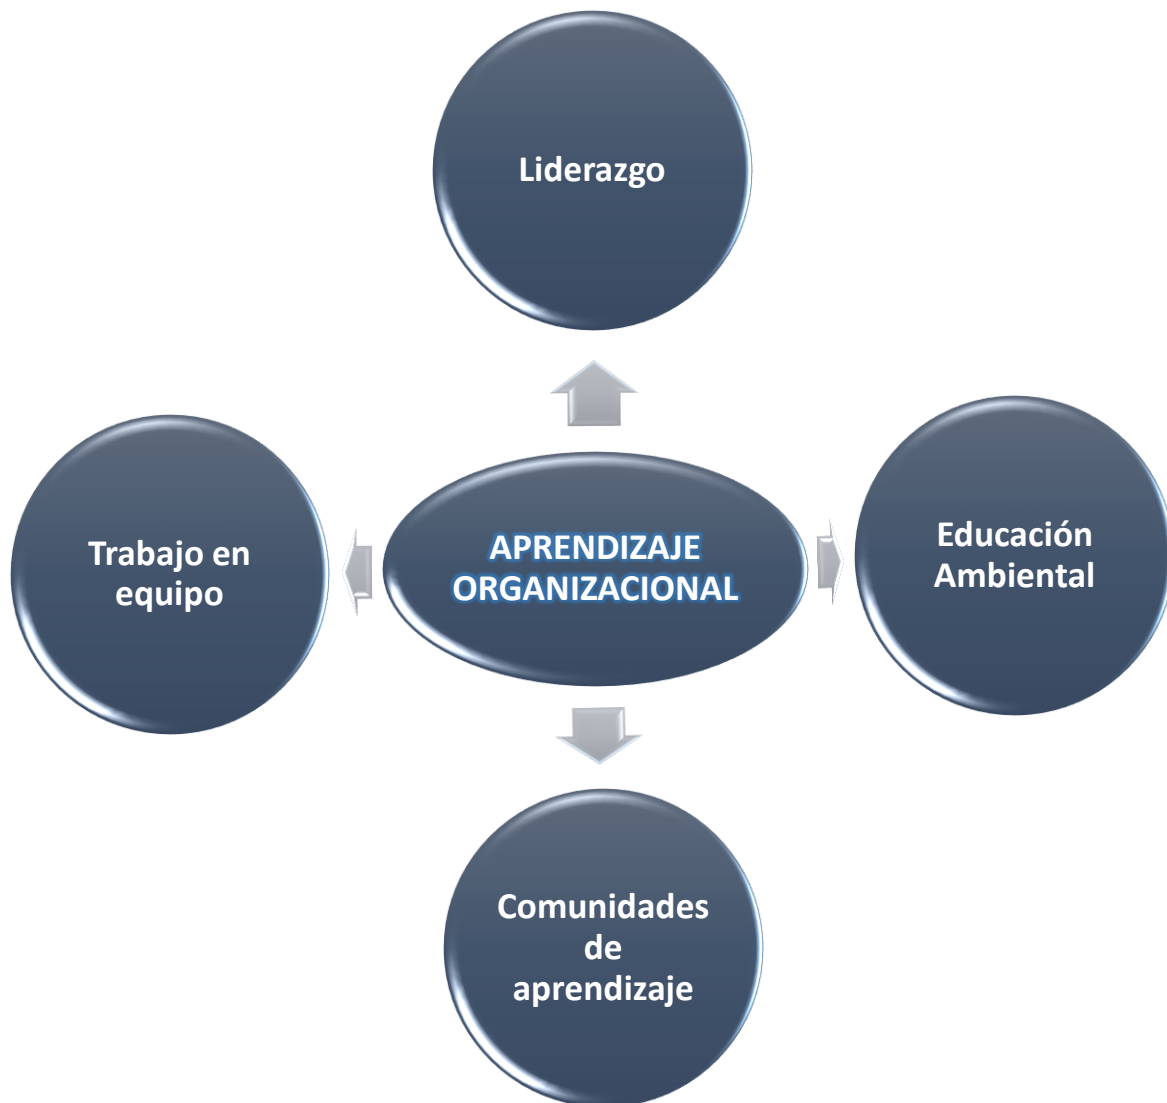 Liderazgo
Trabajo en
equipo
APRENDIZAJE
ORGANIZACIONAL
Educación
Ambiental
Comunidades
de
aprendizaje